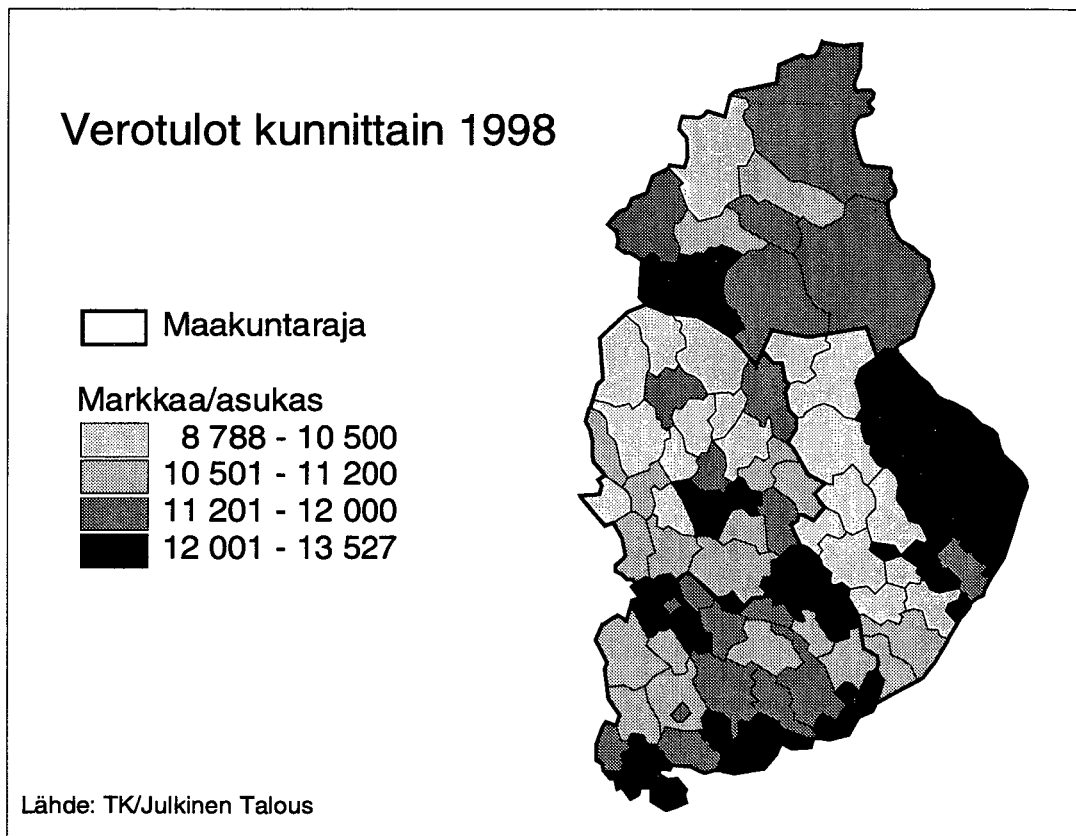 Verotulot kunnittain 1998
Maakuntaraja
Markkaa/asukas
8 788 - 10 500
10 501 - 11 200
11 201 - 12 000
12 001 - 13 527
Lähde: TK/Julkinen Talous